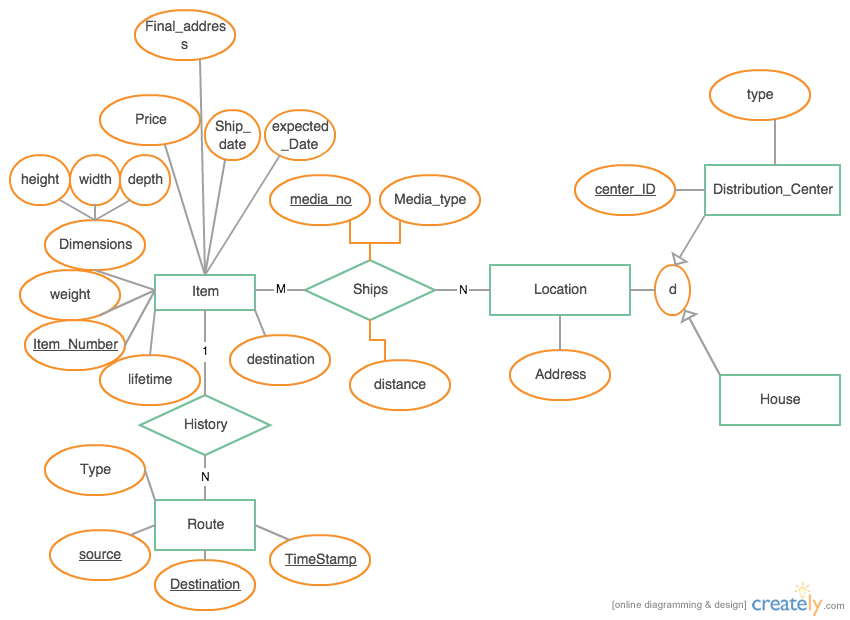 Final_addres
s
type
Price
Ship_
date
expected
_Date
height
width
depth
media_no
Media_type
center_ID
Distribution_Center
Dimensions
weight
Item
M
Ships
N
Location
d
Item_Number
1
destination
lifetime
distance
Address
House
History
Type
N
Route
source
TimeStamp
Destination
[online diagramming & design]
creately.com